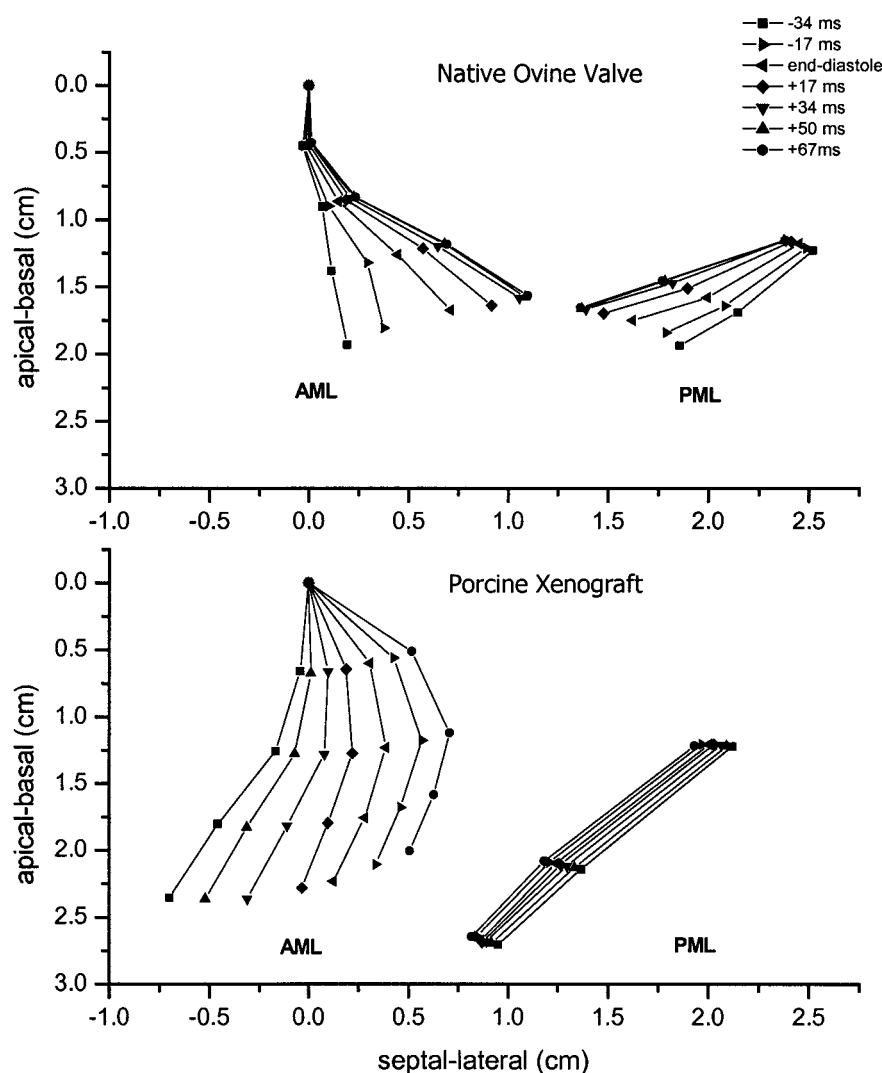 -34 ms
-17 ms
end-diastole
+17 ms
+34 ms
+50 ms
+67ms
Native Ovine Valve
apical-basal (cm)
0.0
0.5
1.0
1.5
2.0
2.5
3.0
AML
PML
-1.0
-0.5
0.0
0.5
1.0
1.5
2.0
2.5
Porcine Xenograft
apical-basal (cm)
0.0
0.5
1.0
1.5
2.0
2.5
3.0
AML
PML
-1.0
-0.5
0.0
0.5
1.0
1.5
2.0
2.5
septal-lateral (cm)